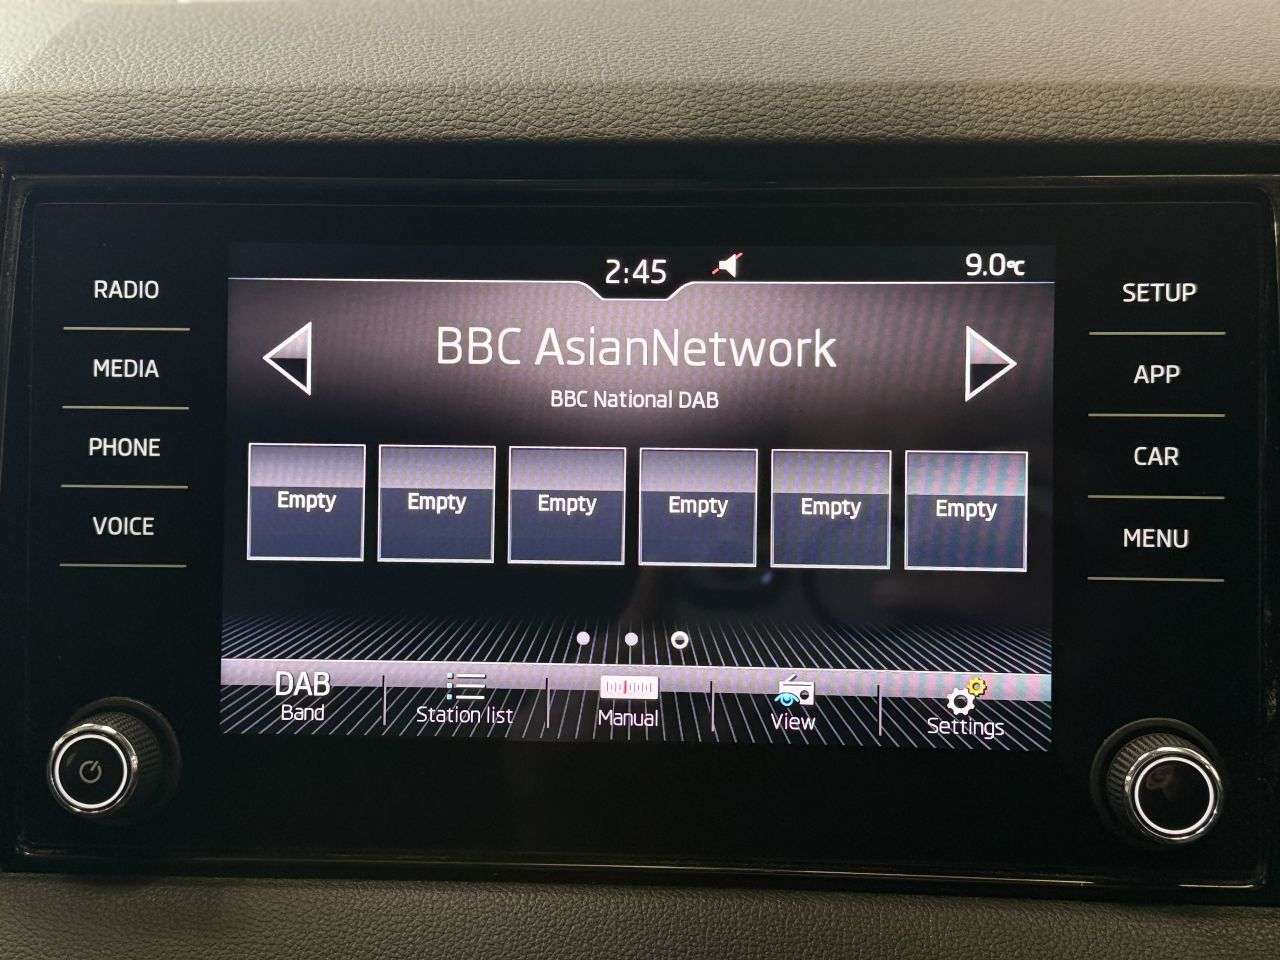 2:45
9.0°C
RADIO
MEDIA
PHONE
VOICE
BBC AsianNetwork
BBC National DAB
Empty Empty Empty Empty Empty Empty
DAB
Band
Station list
Manual
View
Settings
SETUP
APP
CAR
MENU